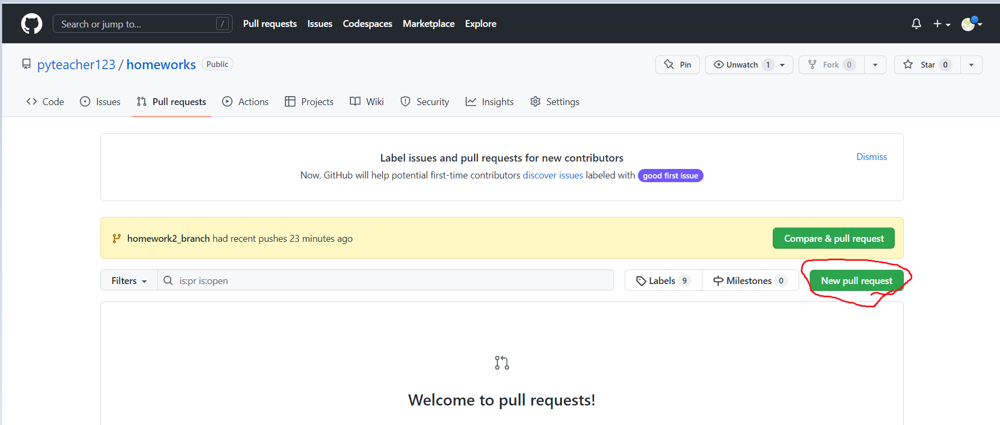 Search or jump to... / Pull requests Issues Codespaces Marketplace Explore
pyteacher123 / homeworks Public Pin Unwatch 1 Fork 0 Star 0
Code Issues Pull requests Actions Projects Wiki Security Insights Settings
Label issues and pull requests for new contributors Dismiss
Now, GitHub will help potential first-time contributors discover issues labeled with good first issue
homework2_branch had recent pushes 23 minutes ago Compare & pull request
Filters is:pr is:open Labels 9 Milestones 0 New pull request
Welcome to pull requests!